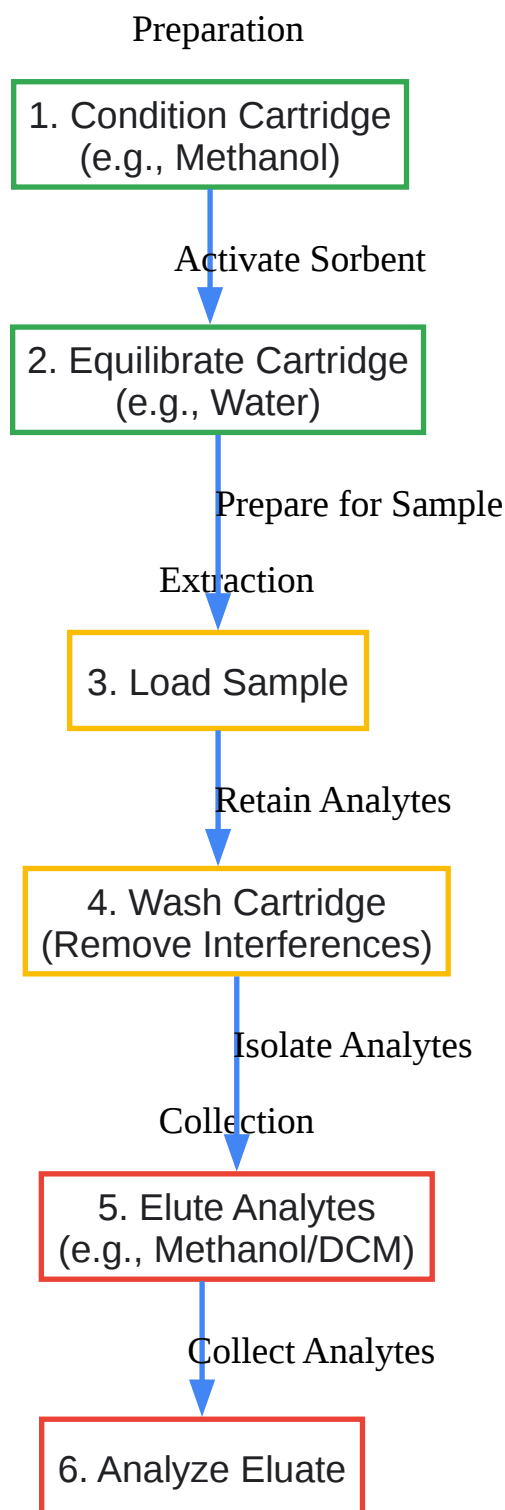 Preparation
1. Condition Cartridge
(e.g., Methanol)
Activate Sorbent
2. Equilibrate Cartridge
(e.g., Water)
Prepare for Sample
Extraction
3. Load Sample
Retain Analytes
4. Wash Cartridge
(Remove Interferences)
Isolate Analytes
Collection
5. Elute Analytes
(e.g., Methanol/DCM)
Collect Analytes
6. Analyze Eluate